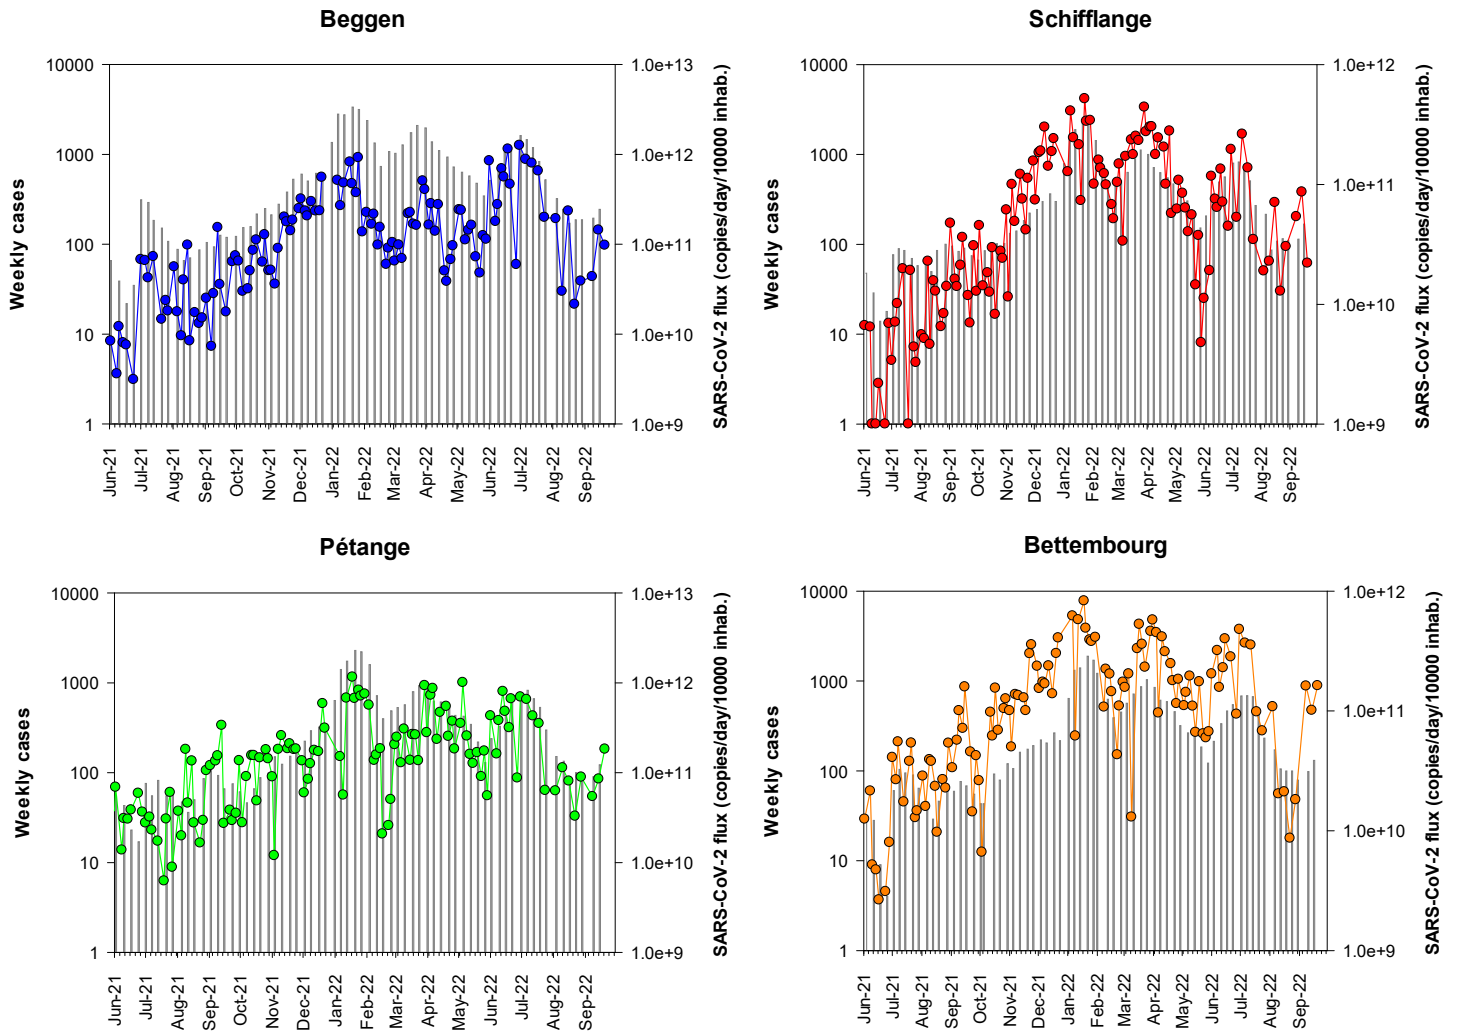 Beggen
Weekly cases
10000
1000
100
10
1
1.0e+13
1.0e+12
1.0e+11
1.0e+10
1.0e+9
SARS-CoV-2 flux (copies/day/10000 inhab.)
Jun-21
Jul-21
Aug-21
Sep-21
Oct-21
Nov-21
Dec-21
Jan-22
Feb-22
Mar-22
Apr-22
May-22
Jun-22
Jul-22
Aug-22
Sep-22
Schifflange
Weekly cases
10000
1000
100
10
1
1.0e+12
1.0e+11
1.0e+10
1.0e+9
SARS-CoV-2 flux (copies/day/10000 inhab.)
Jun-21
Jul-21
Aug-21
Sep-21
Oct-21
Nov-21
Dec-21
Jan-22
Feb-22
Mar-22
Apr-22
May-22
Jun-22
Jul-22
Aug-22
Sep-22
Pétange
Weekly cases
10000
1000
100
10
1
1.0e+13
1.0e+12
1.0e+11
1.0e+10
1.0e+9
SARS-CoV-2 flux (copies/day/10000 inhab.)
Jun-21
Jul-21
Aug-21
Sep-21
Oct-21
Nov-21
Dec-21
Jan-22
Feb-22
Mar-22
Apr-22
May-22
Jun-22
Jul-22
Aug-22
Sep-22
Bettembourg
Weekly cases
10000
1000
100
10
1
1.0e+12
1.0e+11
1.0e+10
1.0e+9
SARS-CoV-2 flux (copies/day/10000 inhab.)
Jun-21
Jul-21
Aug-21
Sep-21
Oct-21
Nov-21
Dec-21
Jan-22
Feb-22
Mar-22
Apr-22
May-22
Jun-22
Jul-22
Aug-22
Sep-22